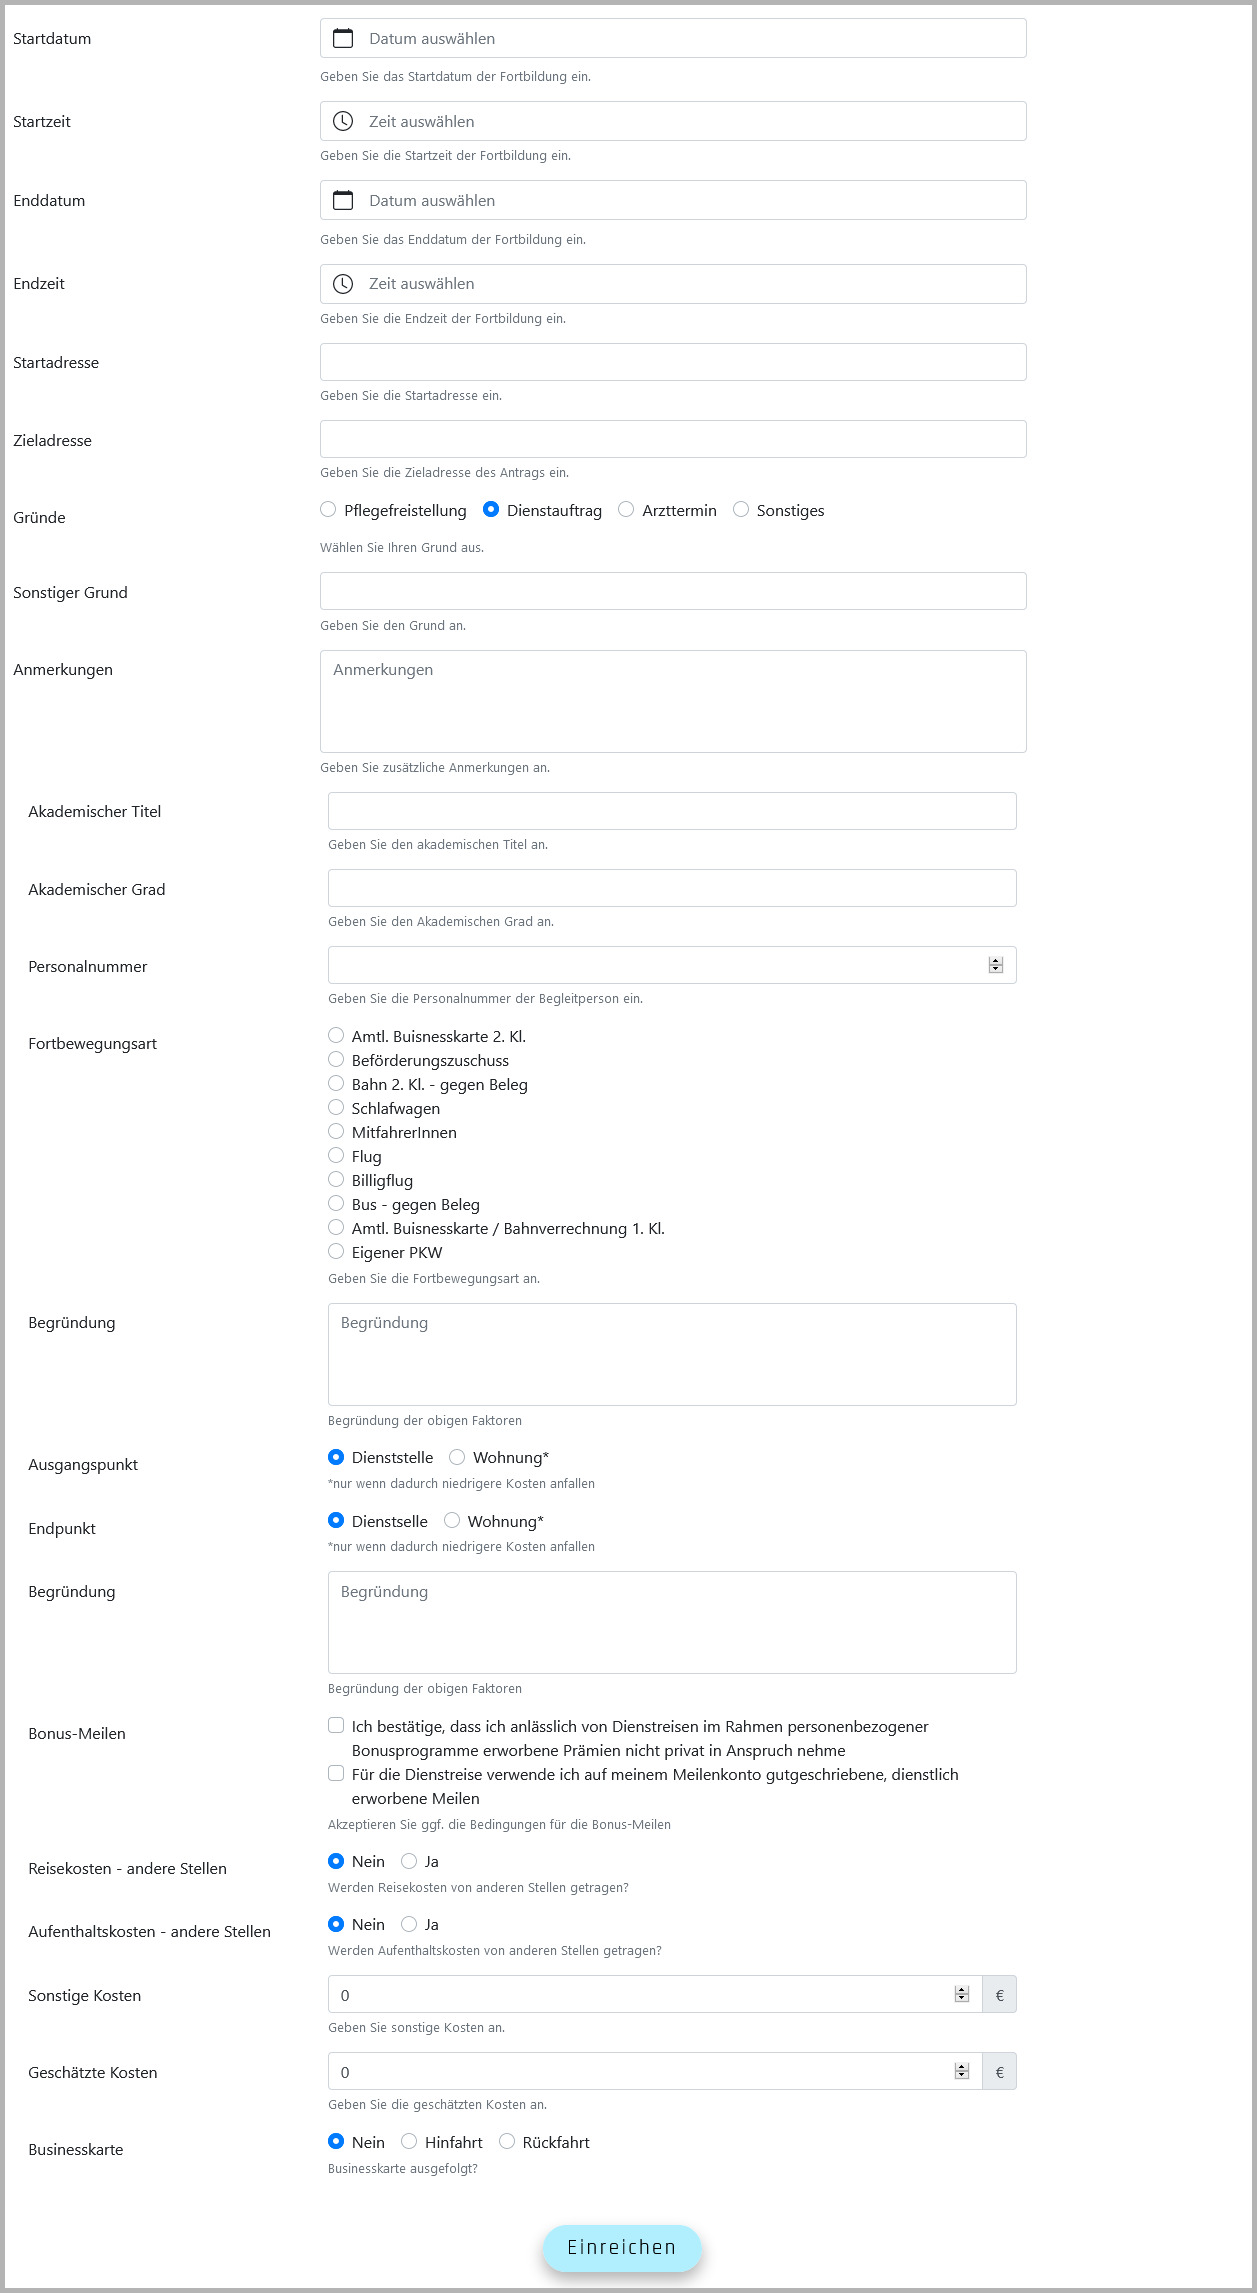 Startdatum
Datum auswählen
Geben Sie das Startdatum der Fortbildung ein.
Startzeit
Zeit auswählen
Geben Sie die Startzeit der Fortbildung ein.
Enddatum
Datum auswählen
Geben Sie das Enddatum der Fortbildung ein.
Endzeit
Zeit auswählen
Geben Sie die Endzeit der Fortbildung ein.
Startadresse
Geben Sie die Startadresse ein.
Zieladresse
Geben Sie die Zieladresse des Antrags ein.
Gründe
Pflegefreistellung Dienstauftrag Arzttermin Sonstiges
Wählen Sie Ihren Grund aus.
Sonstiger Grund
Geben Sie den Grund an.
Anmerkungen
Anmerkungen
Geben Sie zusätzliche Anmerkungen an.
Akademischer Titel
Geben Sie den akademischen Titel an.
Akademischer Grad
Geben Sie den Akademischen Grad an.
Personalnummer
Geben Sie die Personalnummer der Begleitperson ein.
Fortbewegungsart
Amtl. Buisnesskarte 2. Kl.
Beförderungszuschuss
Bahn 2. Kl. - gegen Beleg
Schlafwagen
MitfahrerInnen
Flug
Billigflug
Bus - gegen Beleg
Amtl. Buisnesskarte / Bahnverrechnung 1. Kl.
Eigener PKW
Geben Sie die Fortbewegungsart an.
Begründung
Begründung
Begründung der obigen Faktoren
Ausgangspunkt
Dienststelle Wohnung*
*nur wenn dadurch niedrigere Kosten anfallen
Endpunkt
Dienstselle Wohnung*
*nur wenn dadurch niedrigere Kosten anfallen
Begründung
Begründung
Begründung der obigen Faktoren
Bonus-Meilen
Ich bestätige, dass ich anlässlich von Dienstreisen im Rahmen personenbezogener
Bonusprogramme erworbene Prämien nicht privat in Anspruch nehme
Für die Dienstreise verwende ich auf meinem Meilenkonto gutgeschriebene, dienstlich
erworbene Meilen
Akzeptieren Sie ggf. die Bedingungen für die Bonus-Meilen
Reisekosten - andere Stellen
Nein Ja
Werden Reisekosten von anderen Stellen getragen?
Aufenthaltskosten - andere Stellen
Nein Ja
Werden Aufenthaltskosten von anderen Stellen getragen?
Sonstige Kosten
0 €
Geben Sie sonstige Kosten an.
Geschätzte Kosten
0 €
Geben Sie die geschätzten Kosten an.
Businesskarte
Nein Hinfahrt Rückfahrt
Businesskarte ausgefolgt?
Einreichen